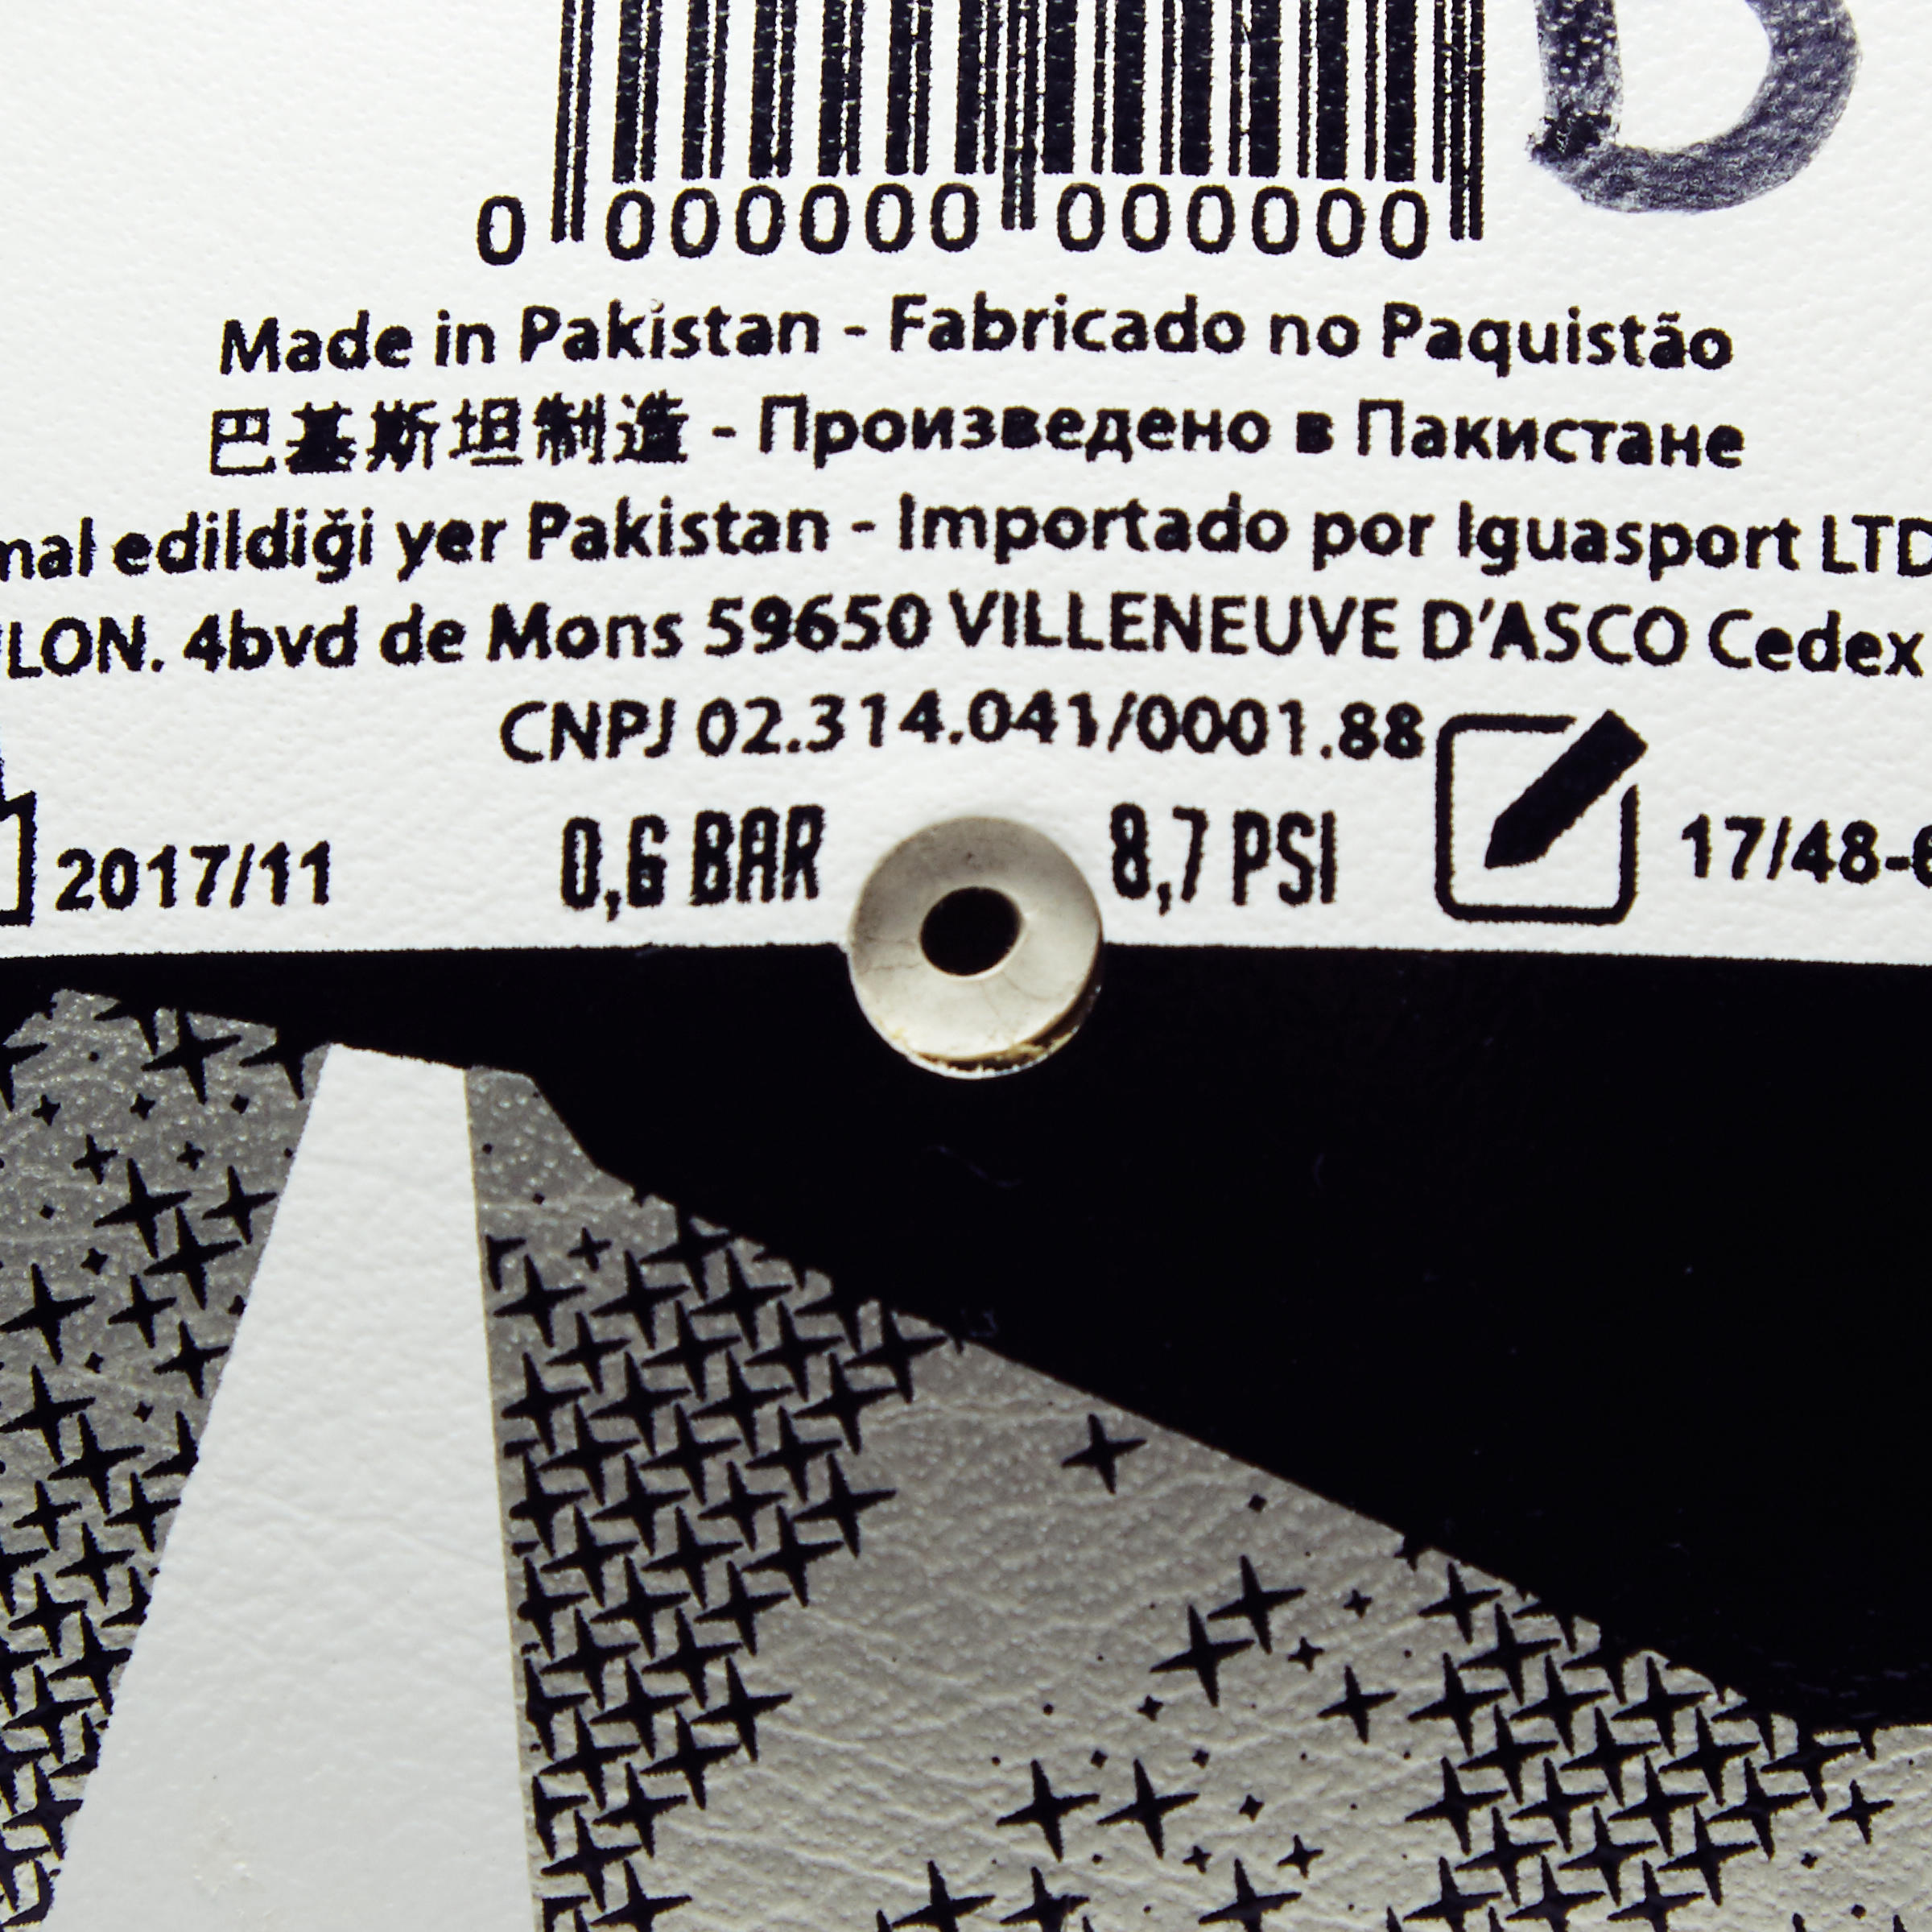 B
0 000000 000000
Made in Pakistan - Fabricado no Paquistão
巴基斯坦制造 - Произведено в Пакистане
edildiği yer Pakistan - Importado por Iguasport LTD
4bvd de Mons 59650 VILLENEUVE D'ASCO Cedex
CNPJ 02.314.041/0001.88
2017/11 0,6 BAR 8,7 PSI 17/48-